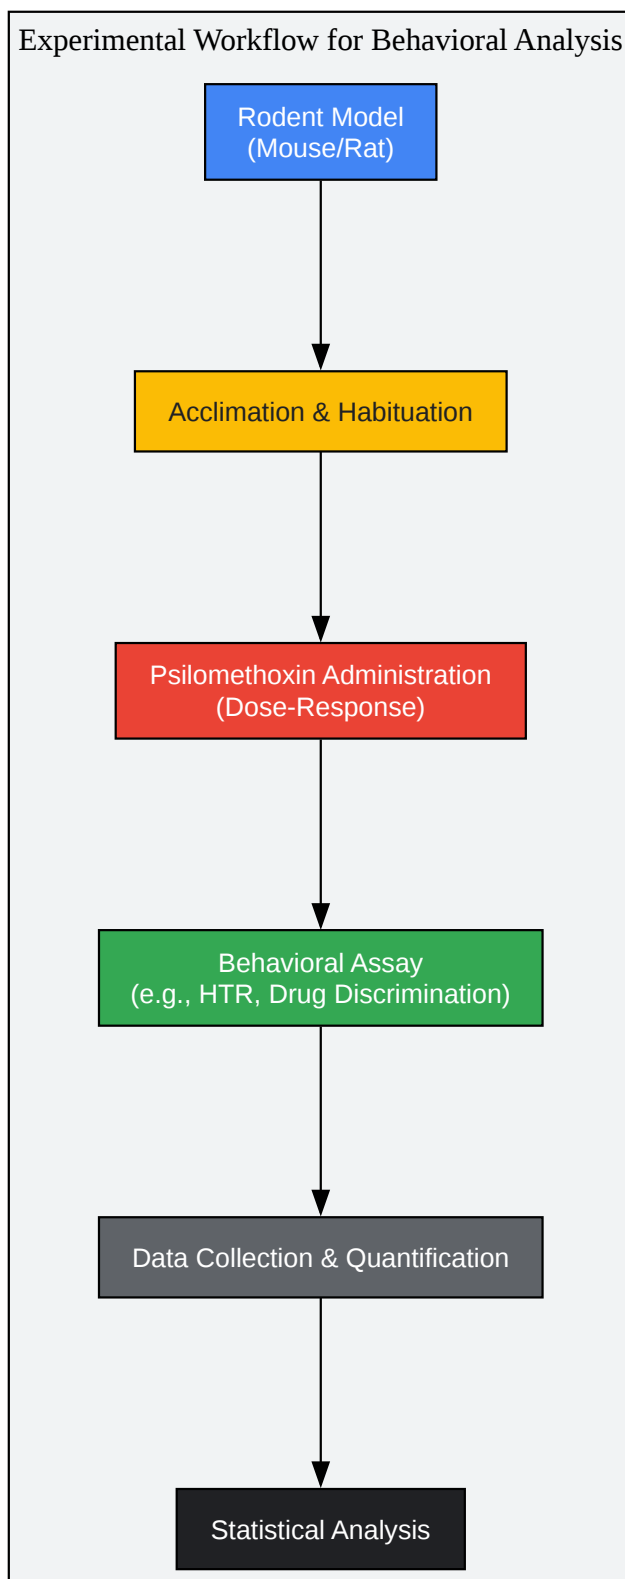 Experimental Workflow for Behavioral Analysis
Rodent Model
(Mouse/Rat)
Acclimation & Habituation
Psilomethoxin Administration
(Dose-Response)
Behavioral Assay
(e.g., HTR, Drug Discrimination)
Data Collection & Quantification
Statistical Analysis